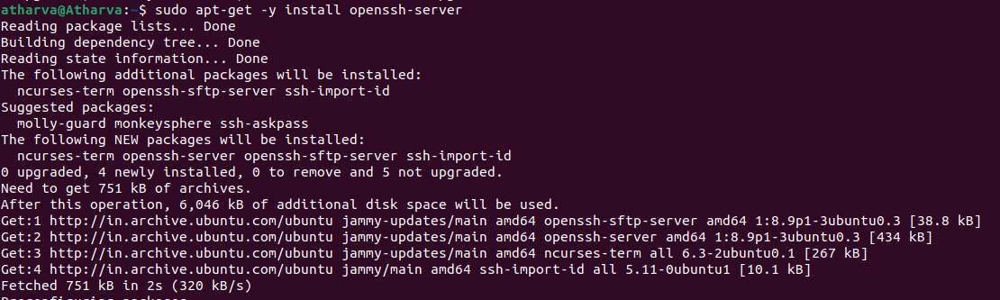 atharva@Atharva:~$ sudo apt-get -y install openssh-server
Reading package lists... Done
Building dependency tree... Done
Reading state information... Done
The following additional packages will be installed:
  ncurses-term openssh-sftp-server ssh-import-id
Suggested packages:
  molly-guard monkeysphere ssh-askpass
The following NEW packages will be installed:
  ncurses-term openssh-server openssh-sftp-server ssh-import-id
0 upgraded, 4 newly installed, 0 to remove and 5 not upgraded.
Need to get 751 kB of archives.
After this operation, 6,046 kB of additional disk space will be used.
Get:1 http://in.archive.ubuntu.com/ubuntu jammy-updates/main amd64 openssh-sftp-server amd64 1:8.9p1-3ubuntu0.3 [38.8 kB]
Get:2 http://in.archive.ubuntu.com/ubuntu jammy-updates/main amd64 openssh-server amd64 1:8.9p1-3ubuntu0.3 [434 kB]
Get:3 http://in.archive.ubuntu.com/ubuntu jammy-updates/main amd64 ncurses-term all 6.3-2ubuntu0.1 [267 kB]
Get:4 http://in.archive.ubuntu.com/ubuntu jammy/main amd64 ssh-import-id all 5.11-0ubuntu1 [10.1 kB]
Fetched 751 kB in 2s (320 kB/s)